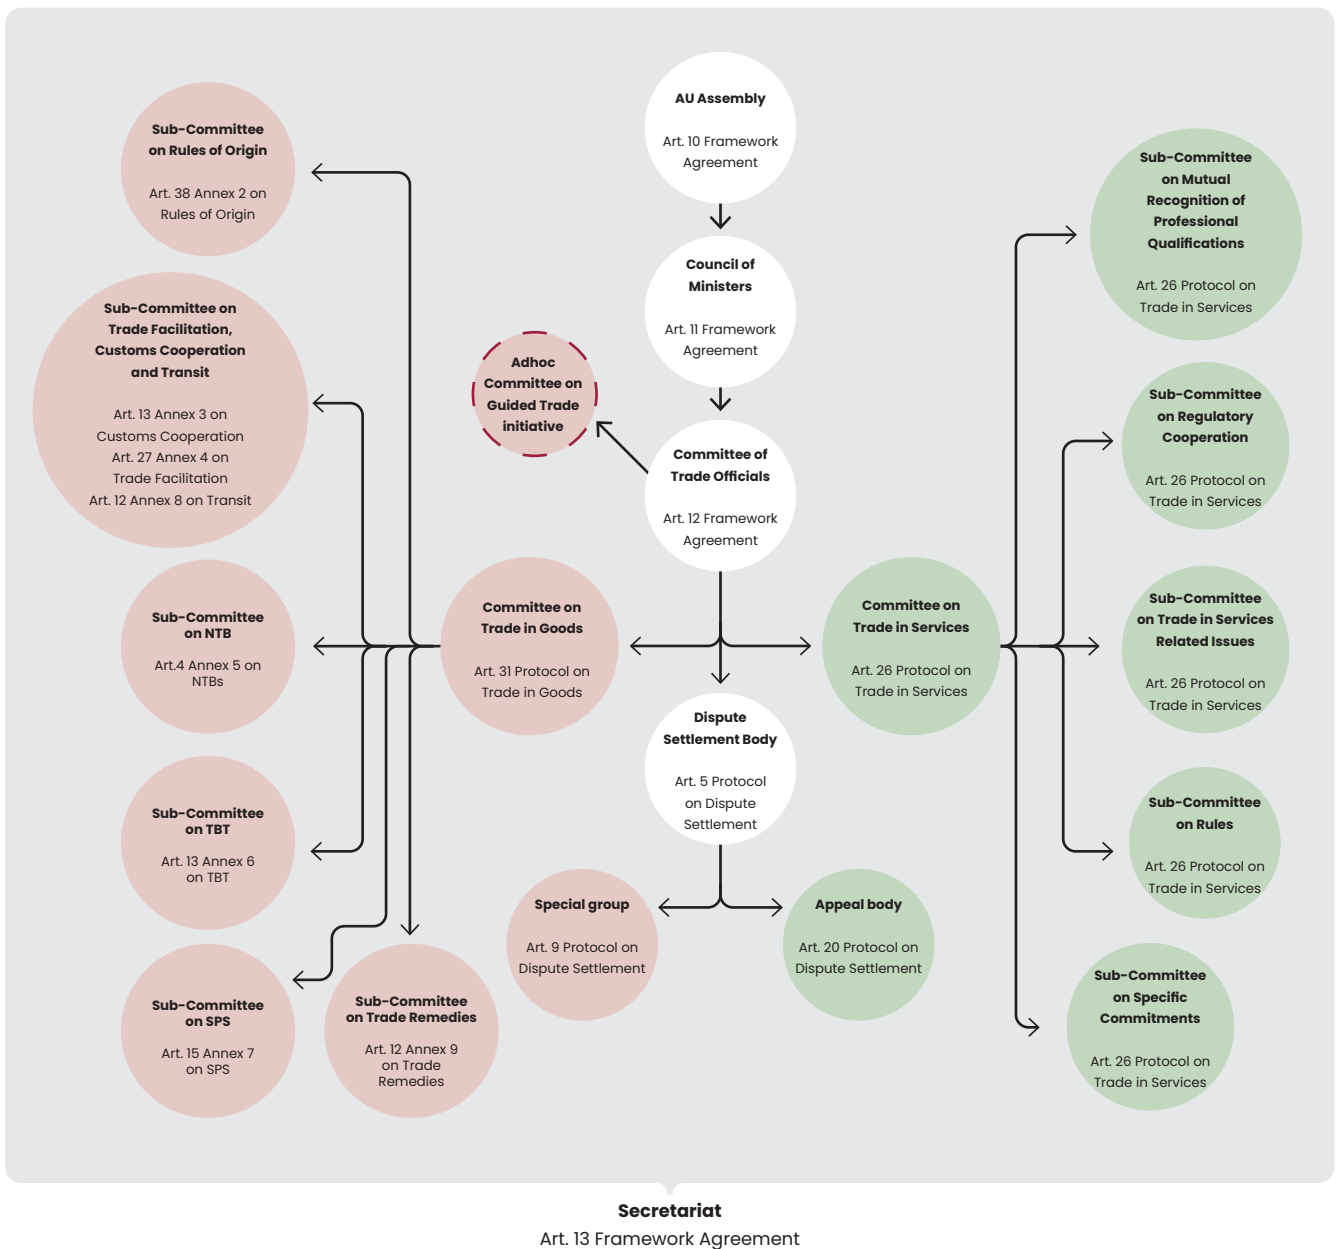 AU Assembly
Art. 10 Framework
Agreement
Council of
Ministers
Art. 11 Framework
Agreement
Adhoc
Committee on
Guided Trade
initiative
Committee of
Trade Officials
Art. 12 Framework
Agreement
Sub-Committee
on Rules of Origin
Art. 38 Annex 2 on
Rules of Origin
Sub-Committee on
Trade Facilitation,
Customs Cooperation
and Transit
Art. 13 Annex 3 on
Customs Cooperation
Art. 27 Annex 4 on
Trade Facilitation
Art. 12 Annex 8 on Transit
Sub-Committee
on NTB
Art.4 Annex 5 on
NTBs
Sub-Committee
on TBT
Art. 13 Annex 6
on TBT
Sub-Committee
on SPS
Art. 15 Annex 7
on SPS
Sub-Committee
on Trade Remedies
Art. 12 Annex 9
on Trade
Remedies
Committee on
Trade in Goods
Art. 31 Protocol on
Trade in Goods
Committee on
Trade in Services
Art. 26 Protocol on
Trade in Services
Dispute
Settlement Body
Art. 5 Protocol
on Dispute
Settlement
Special group
Art. 9 Protocol on
Dispute Settlement
Appeal body
Art. 20 Protocol on
Dispute Settlement
Sub-Committee
on Mutual
Recognition of
Professional
Qualifications
Art. 26 Protocol on
Trade in Services
Sub-Committee
on Regulatory
Cooperation
Art. 26 Protocol on
Trade in Services
Sub-Committee
on Trade in Services
Related Issues
Art. 26 Protocol on
Trade in Services
Sub-Committee
on Rules
Art. 26 Protocol on
Trade in Services
Sub-Committee
on Specific
Commitments
Art. 26 Protocol on
Trade in Services
Secretariat
Art. 13 Framework Agreement